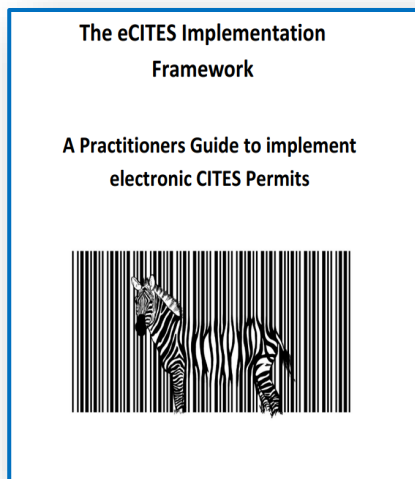 The eCITES Implementation
Framework
A Practitioners Guide to implement
electronic CITES Permits